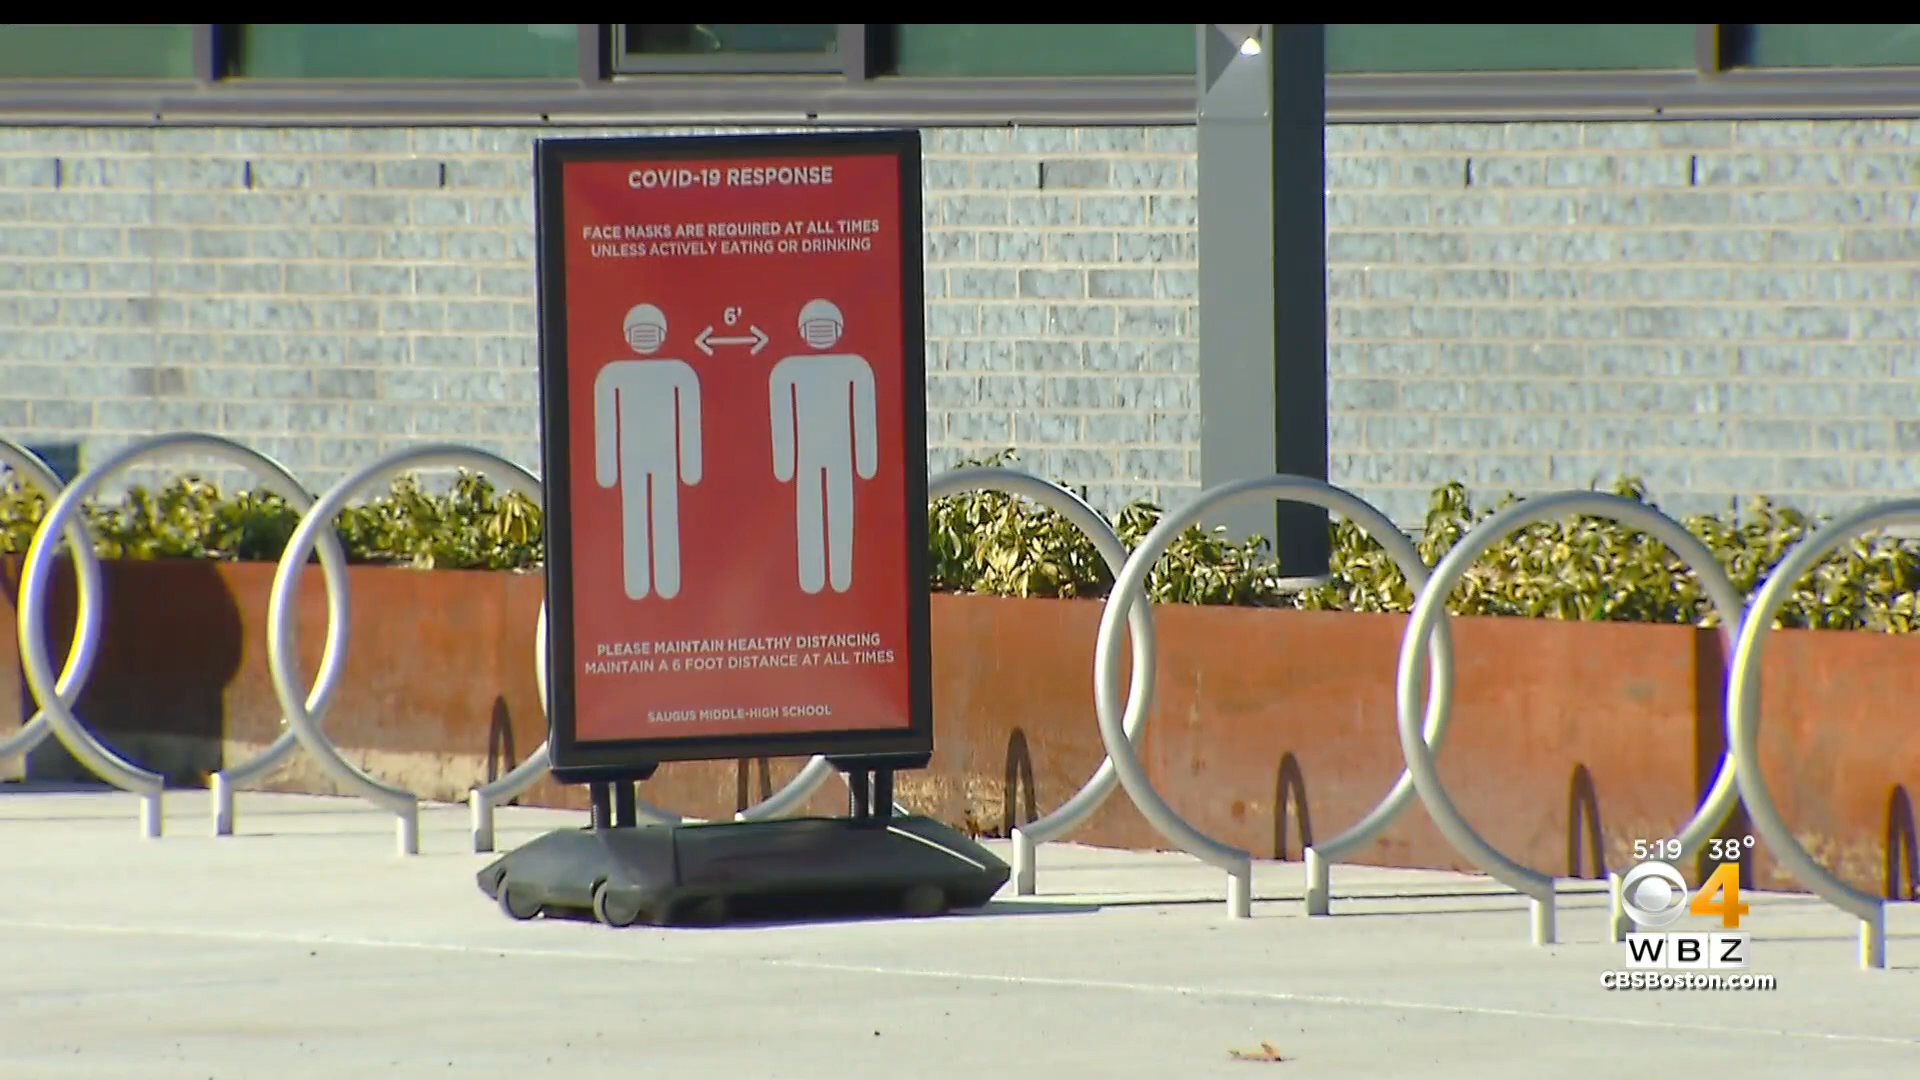 COVID-19 RESPONSE
FACE MASKS ARE REQUIRED AT ALL TIMES
UNLESS ACTIVELY EATING OR DRINKING
6'
PLEASE MAINTAIN HEALTHY DISTANCING
MAINTAIN A 6 FOOT DISTANCE AT ALL TIMES
SAUGUS MIDDLE-HIGH SCHOOL
5:19 38°
4
WBZ
CBSBoston.com